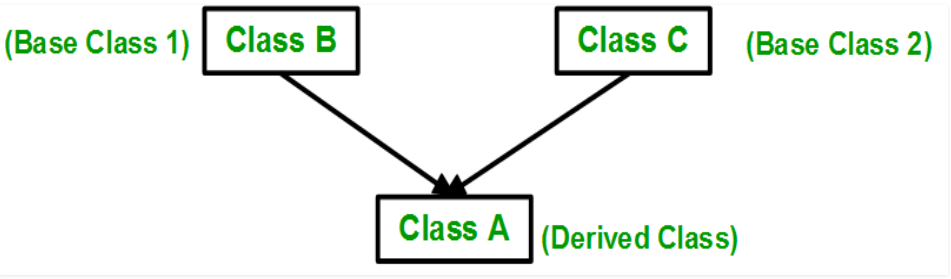 (Base Class 1) Class B Class C (Base Class 2)
Class A (Derived Class)